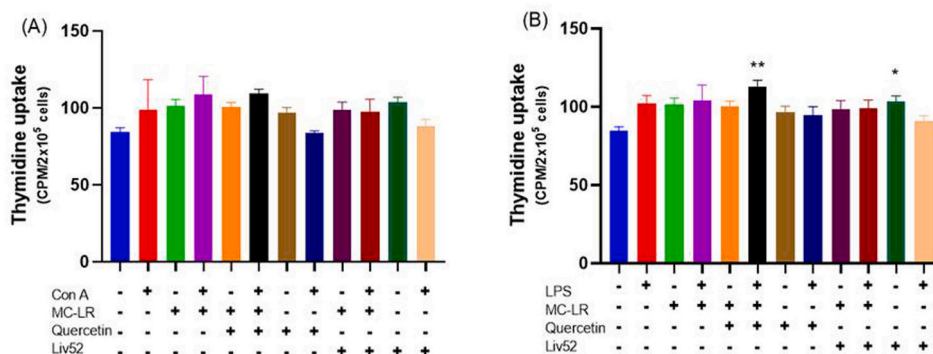 (A)
Thymidine uptake
(CPM/2x10⁵ cells)
150
100
50
0
Con A - + - + - + - + - + - +
MC-LR - - + + + + - - + + - -
Quercetin - - - - + + + + - - - -
Liv52 - - - - - - - - + + + +
(B)
Thymidine uptake
(CPM/2x10⁵ cells)
150
100
50
0
** *
LPS - + - + - + - + - + - +
MC-LR - - + + + + - - + + - -
Quercetin - - - - + + + + - - - -
Liv52 - - - - - - - - + + + +